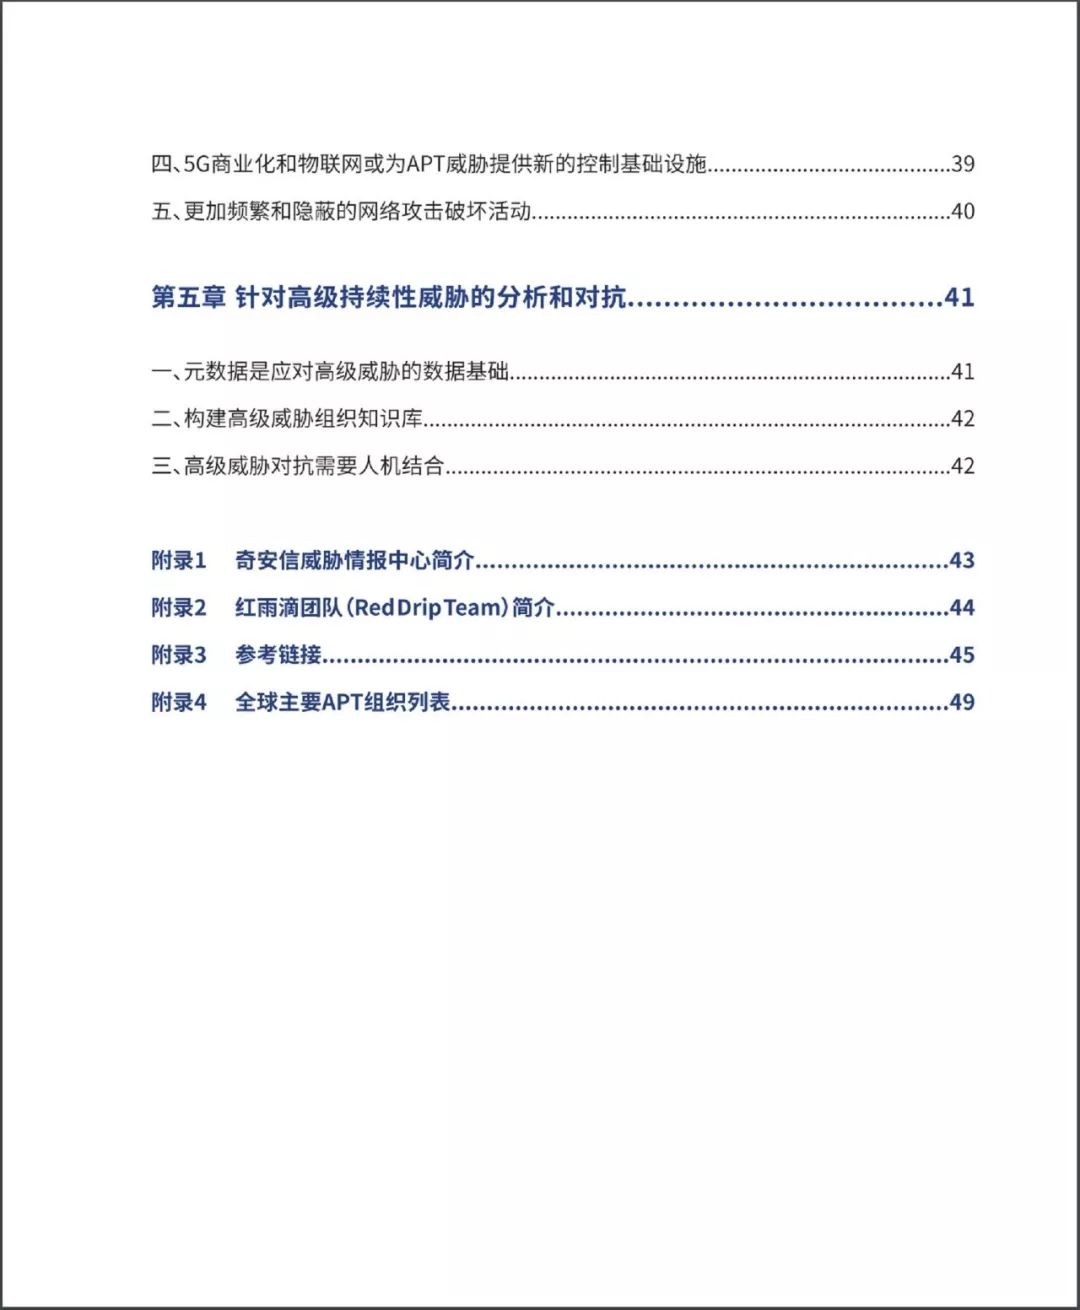 四、5G商业化和物联网或为APT威胁提供新的控制基础设施........................................39
五、更加频繁和隐蔽的网络攻击破坏活动........................................40
第五章 针对高级持续性威胁的分析和对抗........................................41
一、元数据是应对高级威胁的数据基础........................................41
二、构建高级威胁组织知识库........................................42
三、高级威胁对抗需要人机结合........................................42
附录1 奇安信威胁情报中心简介........................................43
附录2 红雨滴团队（RedDrip Team）简介........................................44
附录3 参考链接........................................45
附录4 全球主要APT组织列表........................................49